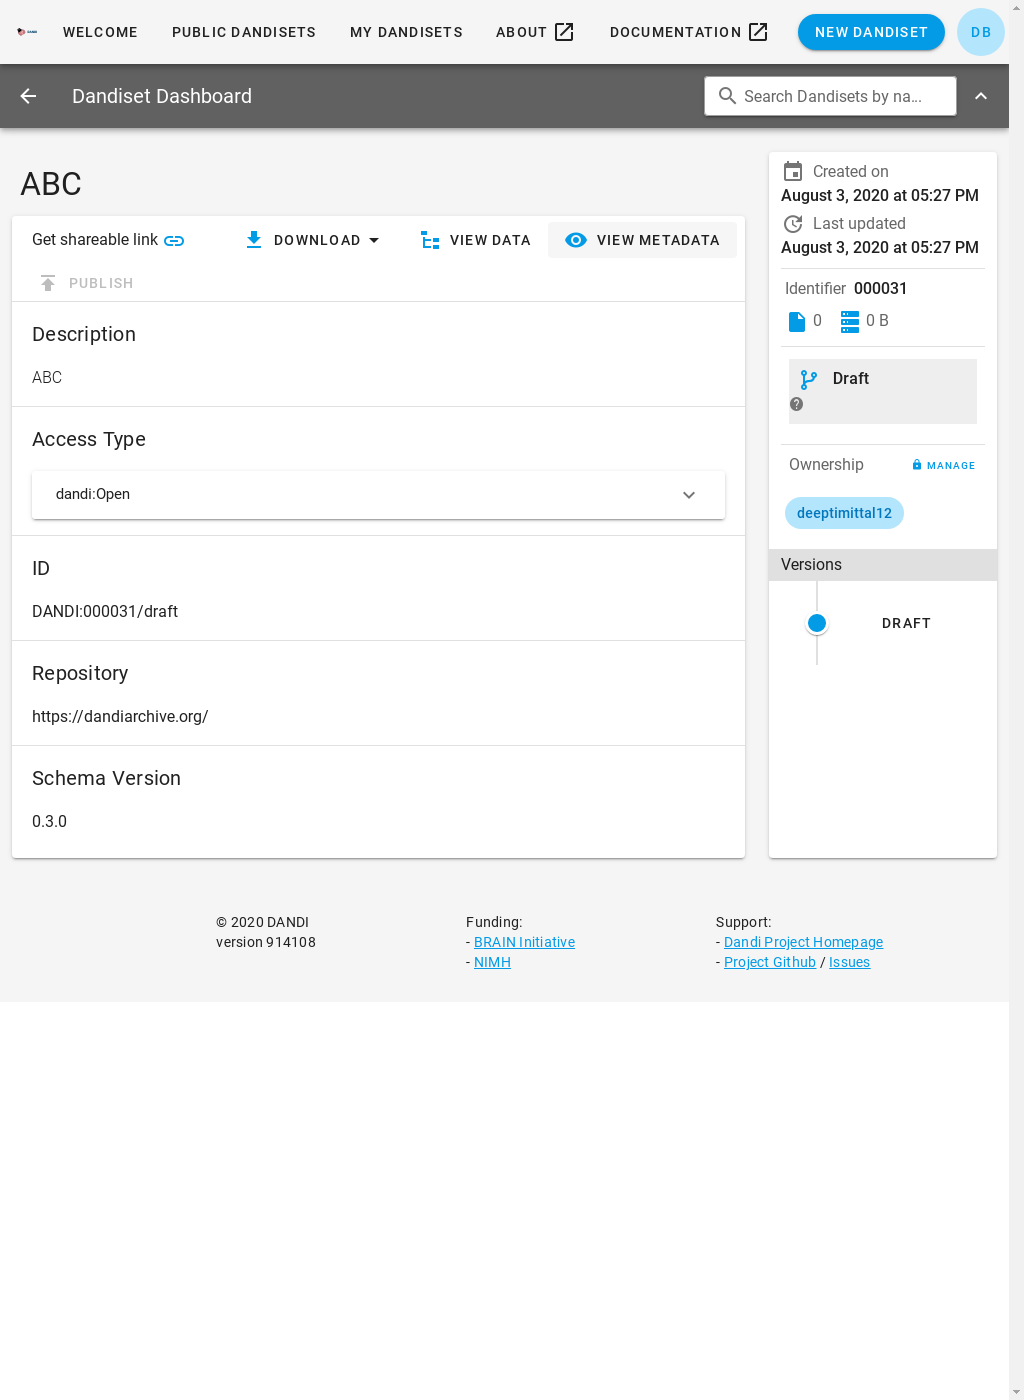 WELCOME
PUBLIC DANDISETS
MY DANDISETS
ABOUT
DOCUMENTATION
NEW DANDISET
DB
Dandiset Dashboard
Search Dandisets by na...
ABC
Get shareable link
DOWNLOAD
VIEW DATA
VIEW METADATA
PUBLISH
Description
ABC
Access Type
dandi:Open
ID
DANDI:000031/draft
Repository
https://dandiarchive.org/
Schema Version
0.3.0
Created on
August 3, 2020 at 05:27 PM
Last updated
August 3, 2020 at 05:27 PM
Identifier 000031
0
0 B
Draft
Ownership
MANAGE
deeptimittal12
Versions
DRAFT
© 2020 DANDI
version 914108
Funding:
- BRAIN Initiative
- NIMH
Support:
- Dandi Project Homepage
- Project Github / Issues